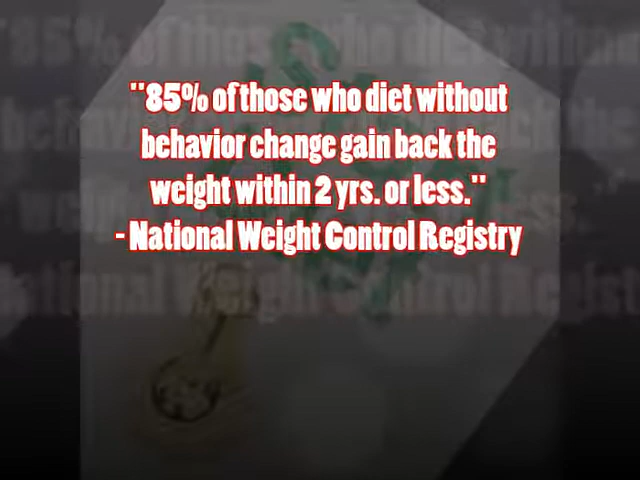 "85% of those who diet without
behavior change gain back the
weight within 2 yrs. or less."
- National Weight Control Registry